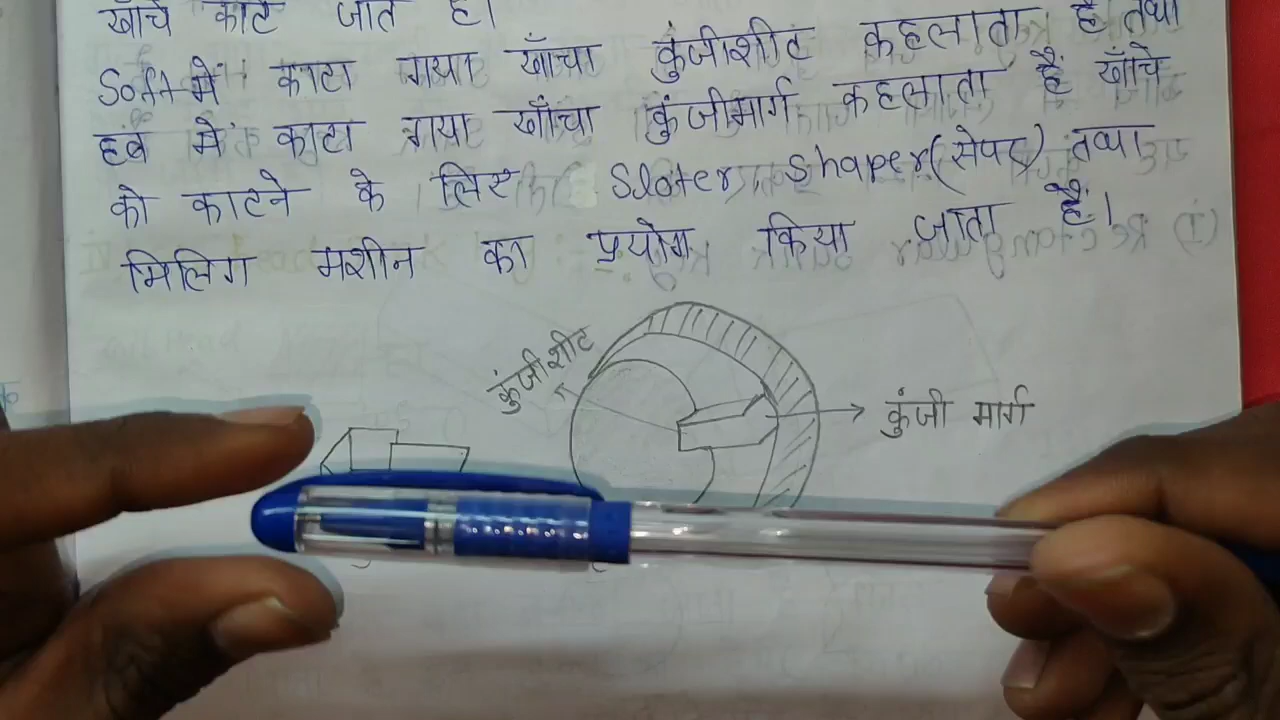 खाँचे काटे जाते है।
Soft में काटा गया खाँचा कुंजीशीट कहलाता है तथा
हब में काटा गया खाँचा कुंजीमार्ग कहलाता है खाँचे
को काटने के लिए Sloter, Shaper(सेपर) तथा
मिलिंग मशीन का प्रयोग किया जाता है।
कुंजीशीट
कुंजी मार्ग